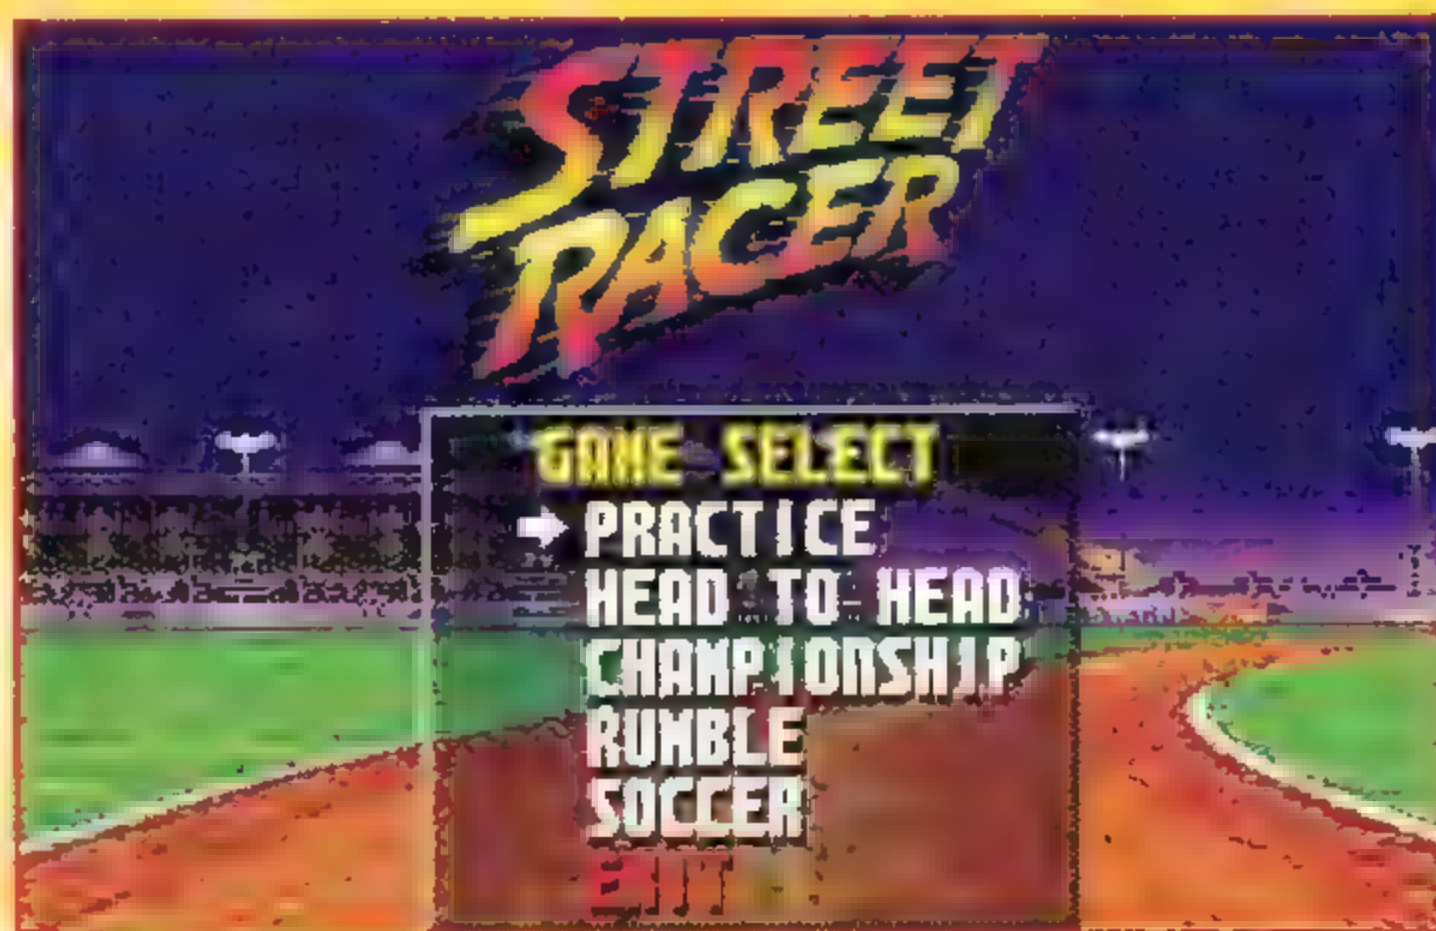 STREET
RACER
GAME SELECT
PRACTICE
HEAD TO HEAD
CHAMPIONSHIP
RUMBLE
SOCCER
EXIT